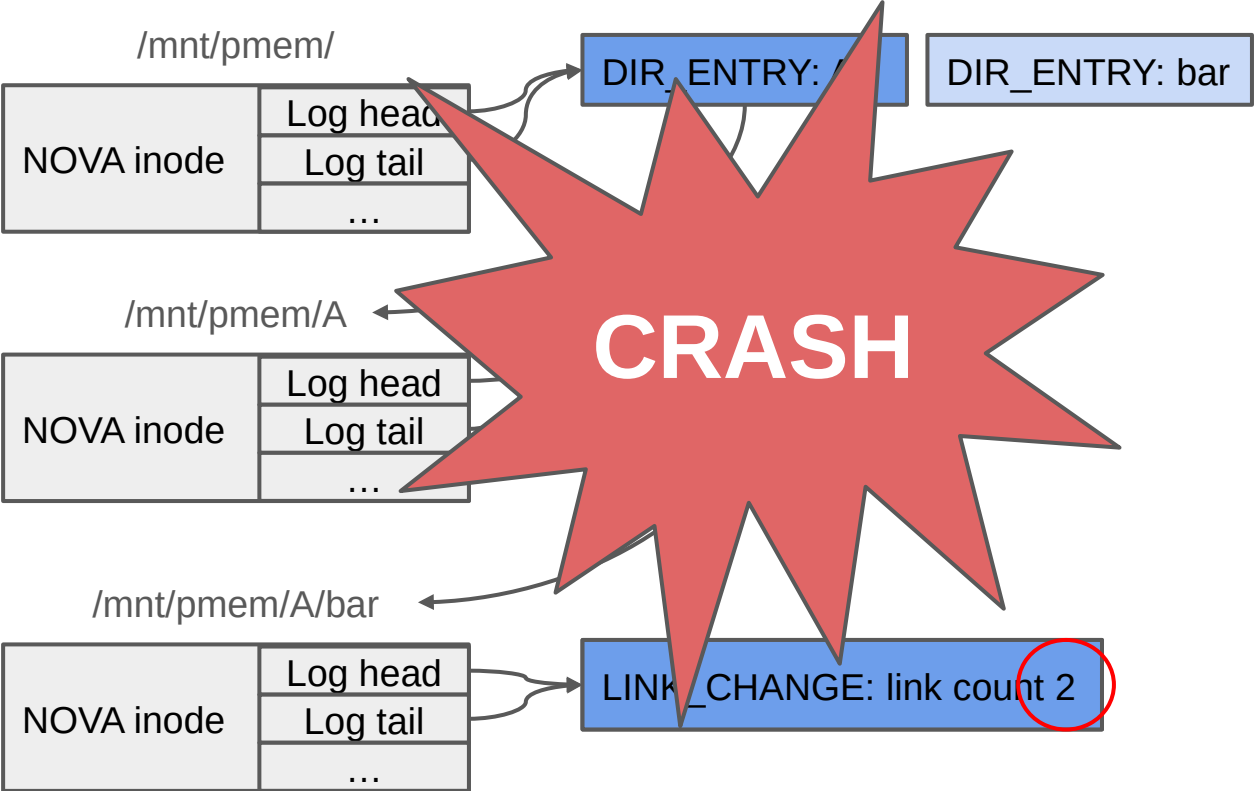 /mnt/pmem/
DIR_ENTRY:
DIR_ENTRY: bar
NOVA inode
Log head
Log tail
…
/mnt/pmem/A
NOVA inode
Log head
Log tail
…
CRASH
/mnt/pmem/A/bar
NOVA inode
Log head
Log tail
…
LINK_CHANGE: link count 2